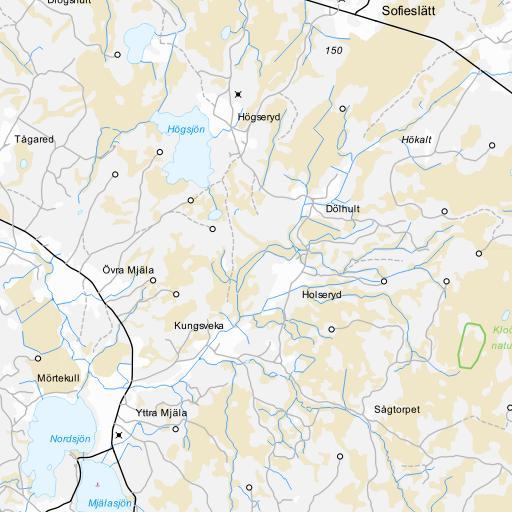 Sofieslätt
150
Högseryd
Högsjön
Tågared
Hökalt
Dölhult
Övra Mjäla
Holseryd
Kungsveka
Mörtekull
Sågtorpet
Yttra Mjäla
Nordsjön
Mjälasjön